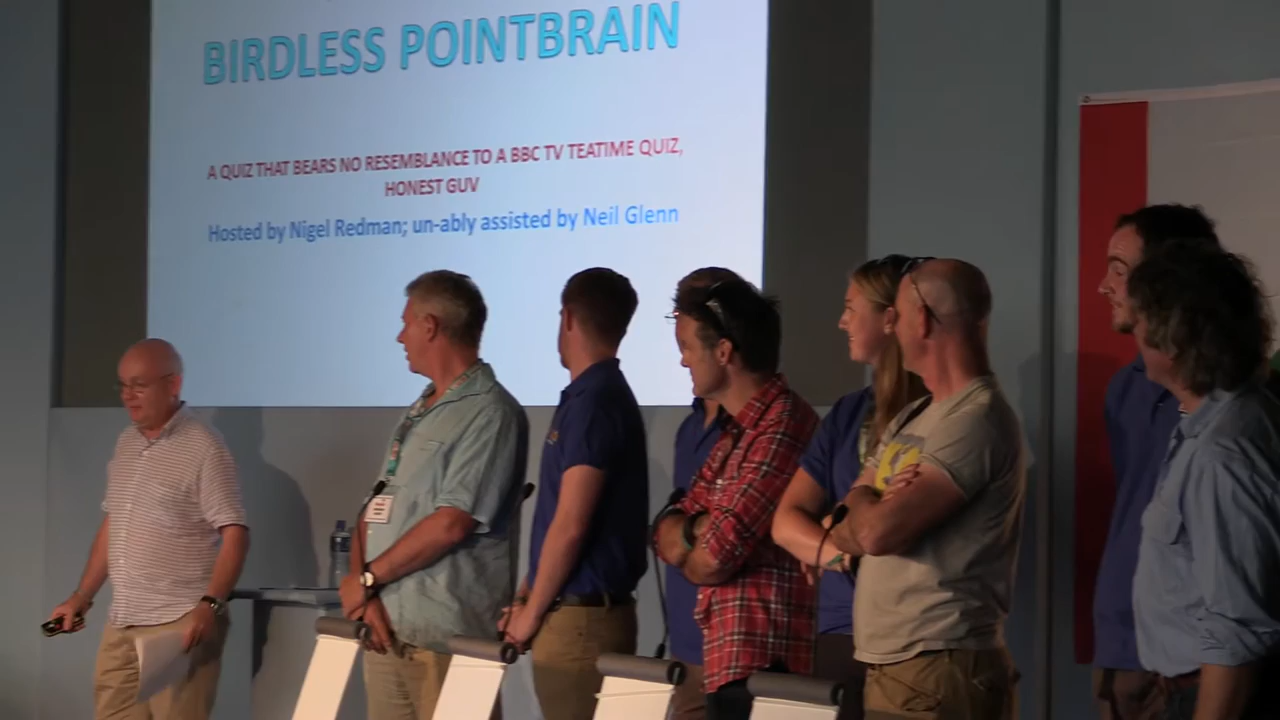 BIRDLESS POINTBRAIN
A QUIZ THAT BEARS NO RESEMBLANCE TO A BBC TV TEATIME QUIZ,
HONEST GUV
Hosted by Nigel Redman; un-ably assisted by Neil Glenn